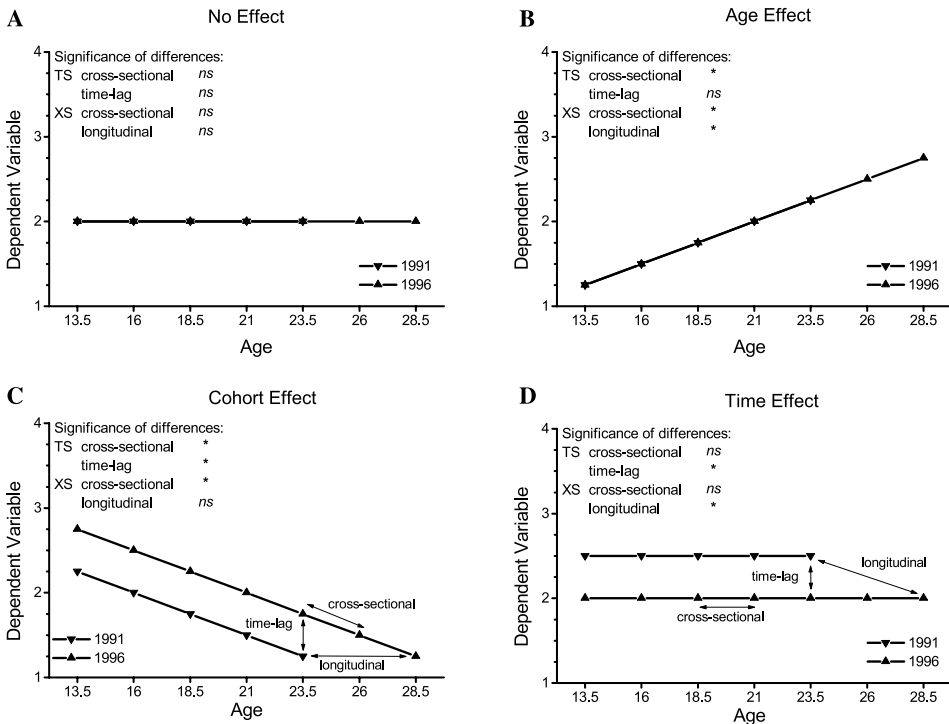 A
No Effect
Significance of differences:
TS cross-sectional ns
time-lag ns
XS cross-sectional ns
longitudinal ns
4
3
2
1
Dependent Variable
1991
1996
13.5 16 18.5 21 23.5 26 28.5
Age
B
Age Effect
Significance of differences:
TS cross-sectional *
time-lag ns
XS cross-sectional *
longitudinal *
4
3
2
1
Dependent Variable
1991
1996
13.5 16 18.5 21 23.5 26 28.5
Age
C
Cohort Effect
Significance of differences:
TS cross-sectional *
time-lag *
XS cross-sectional *
longitudinal ns
4
3
2
1
Dependent Variable
cross-sectional
time-lag
longitudinal
1991
1996
13.5 16 18.5 21 23.5 26 28.5
Age
D
Time Effect
Significance of differences:
TS cross-sectional ns
time-lag *
XS cross-sectional ns
longitudinal *
4
3
2
1
Dependent Variable
longitudinal
time-lag
cross-sectional
1991
1996
13.5 16 18.5 21 23.5 26 28.5
Age